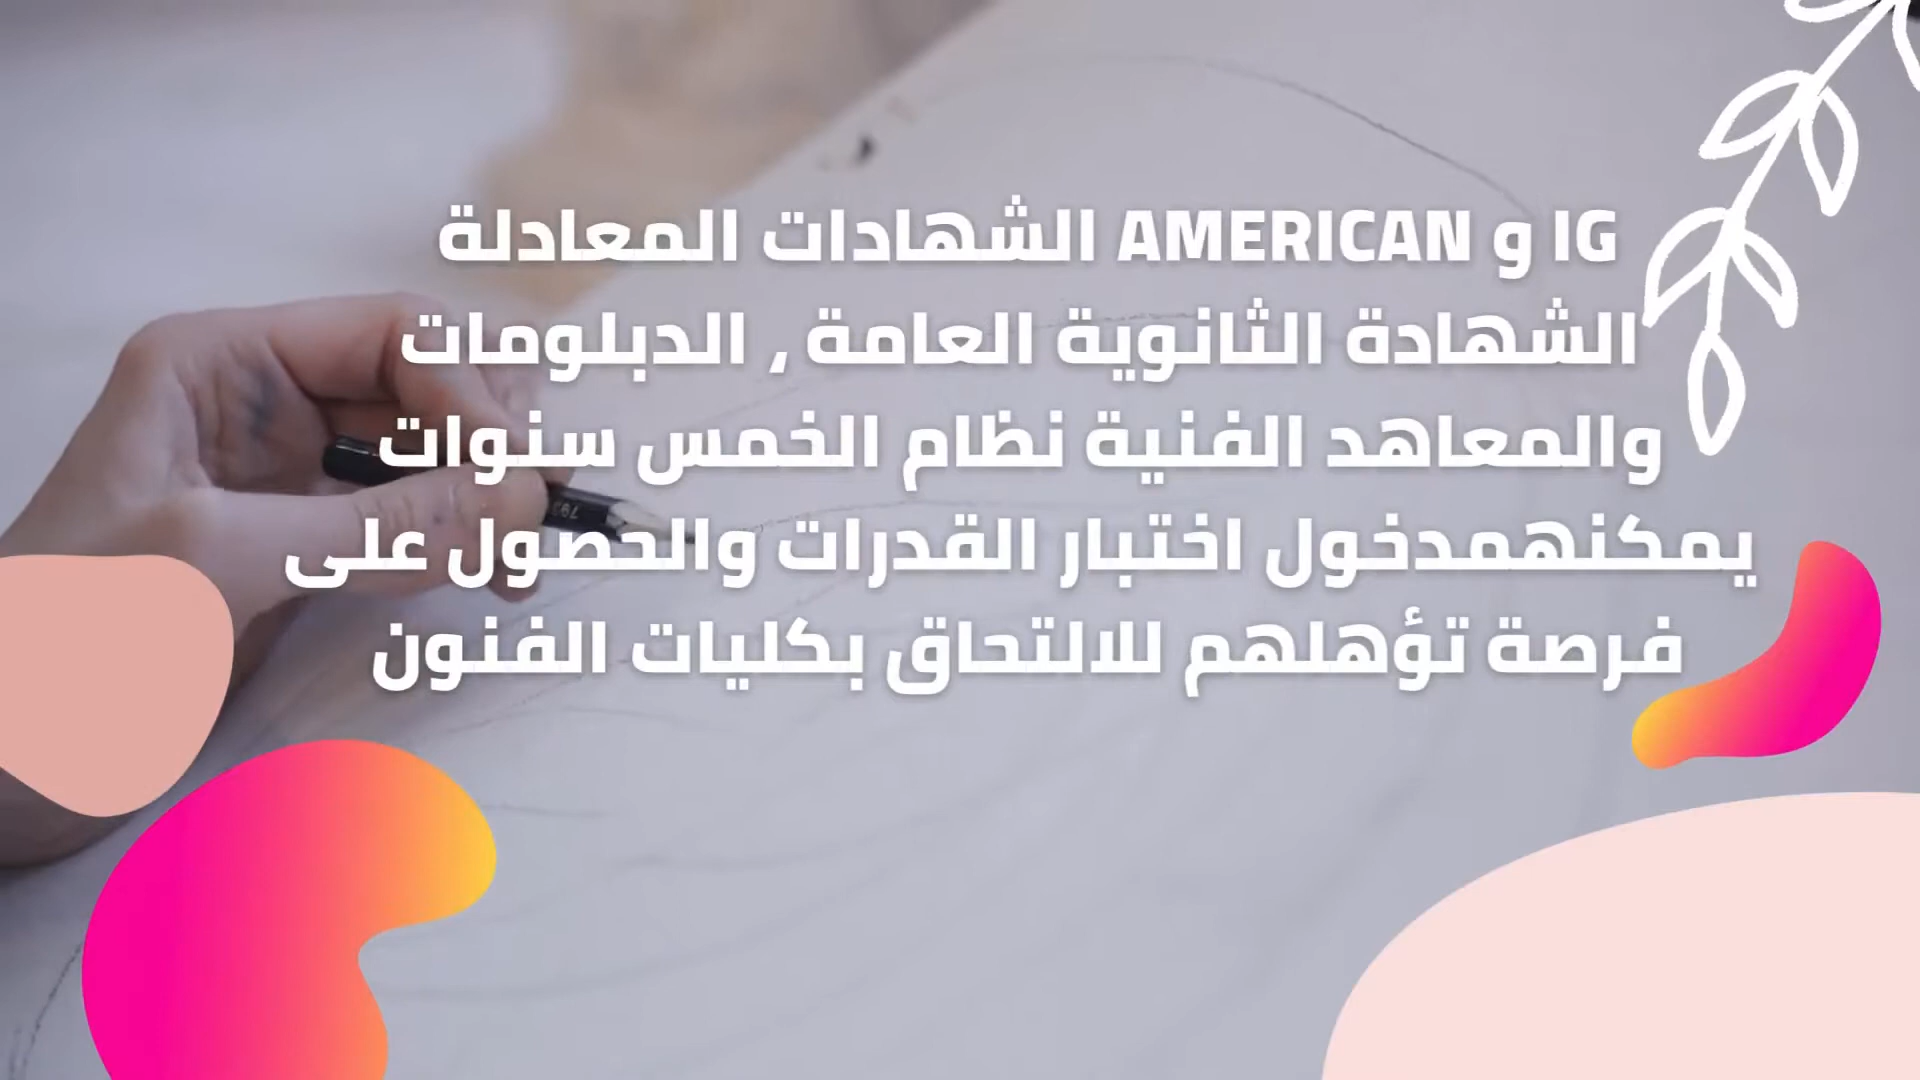 الشهادات المعادلة AMERICAN و IG
الشهادة الثانوية العامة , الدبلومات
والمعاهد الفنية نظام الخمس سنوات
يمكنهمدخول اختبار القدرات والحصول على
فرصة تؤهلهم للالتحاق بكليات الفنون
793